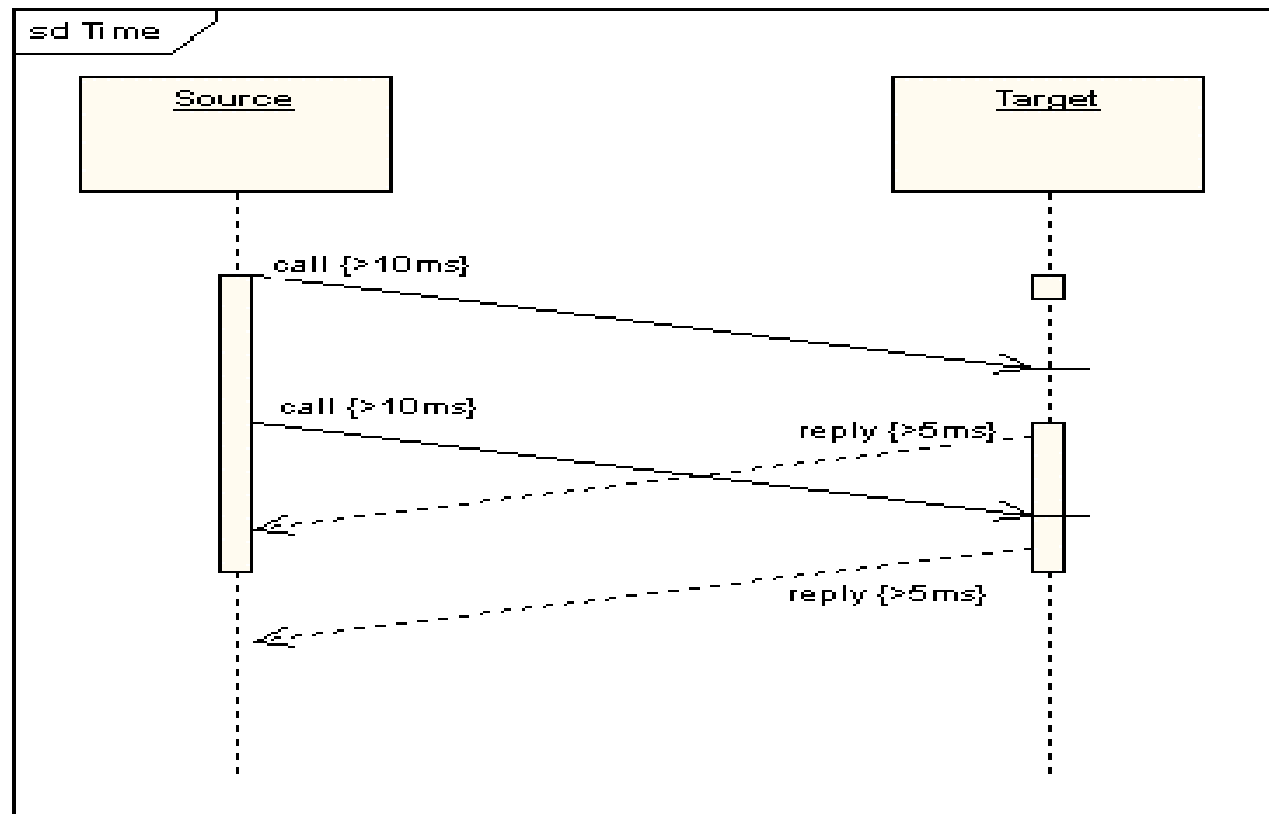 sd Time
Source
Target
call {>10ms}
call {>10ms}
reply {>5ms}
reply {>5ms}